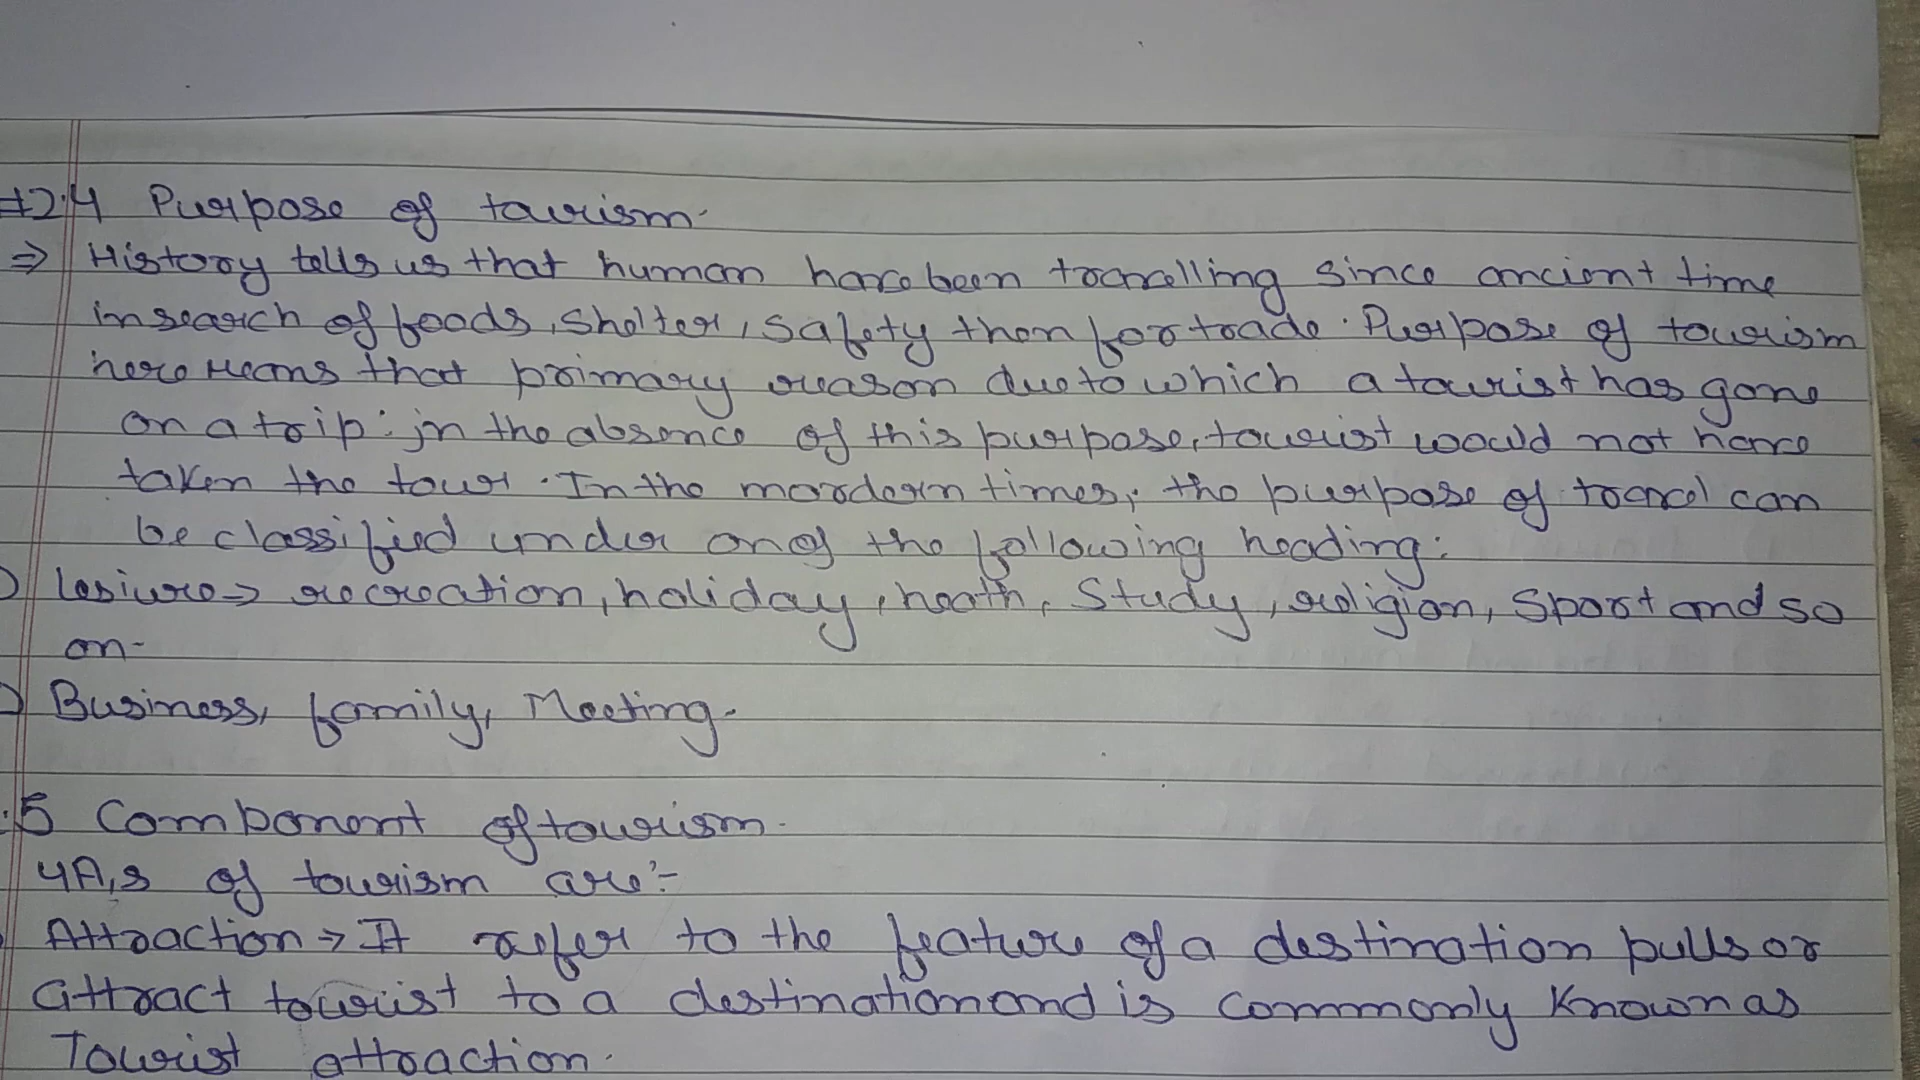 #2.4 Purpose of tourism.
⇒ History tells us that human have been travelling since ancient time
in search of foods, shelter, safety then for trade. Purpose of tourism
here means that primary reason due to which a tourist has gone
on a trip. in the absence of this purpose, tourist would not have
taken the tour. In the mordern times, the purpose of travel can
be classified under on of the following heading:
Lesiure → recreation, holiday, heath, Study, religion, Sport and so
on-
Business, family, Meeting.
.5 Component of tourism.
4A,s of tourism are:-
Attraction → It refer to the feature of a destination pulls or
attract tourist to a destination and is commonly known as
Tourist attraction.